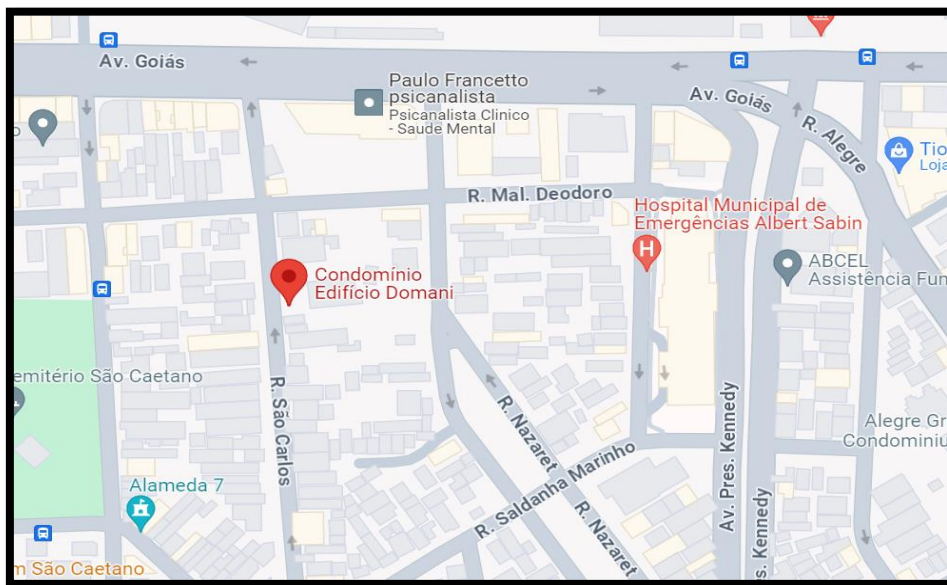 Av. Goiás
Paulo Francetto
psicanalista
Psicanalista Clinico
- Saude Mental
Av. Goiás
R. Alegre
Tio
Loja
R. Mal. Deodoro
Hospital Municipal de
Emergências Albert Sabin
H
ABCEL
Assistência Fun
Condomínio
Edifício Domani
emitério São Caetano
R. São Carlos
R. Nazaret
Av. Pres. Kennedy
Alegre Gr
Condominiu
R. Saldanha Marinho
Alameda 7
R. Nazaret
s. Kennedy
m São Caetano